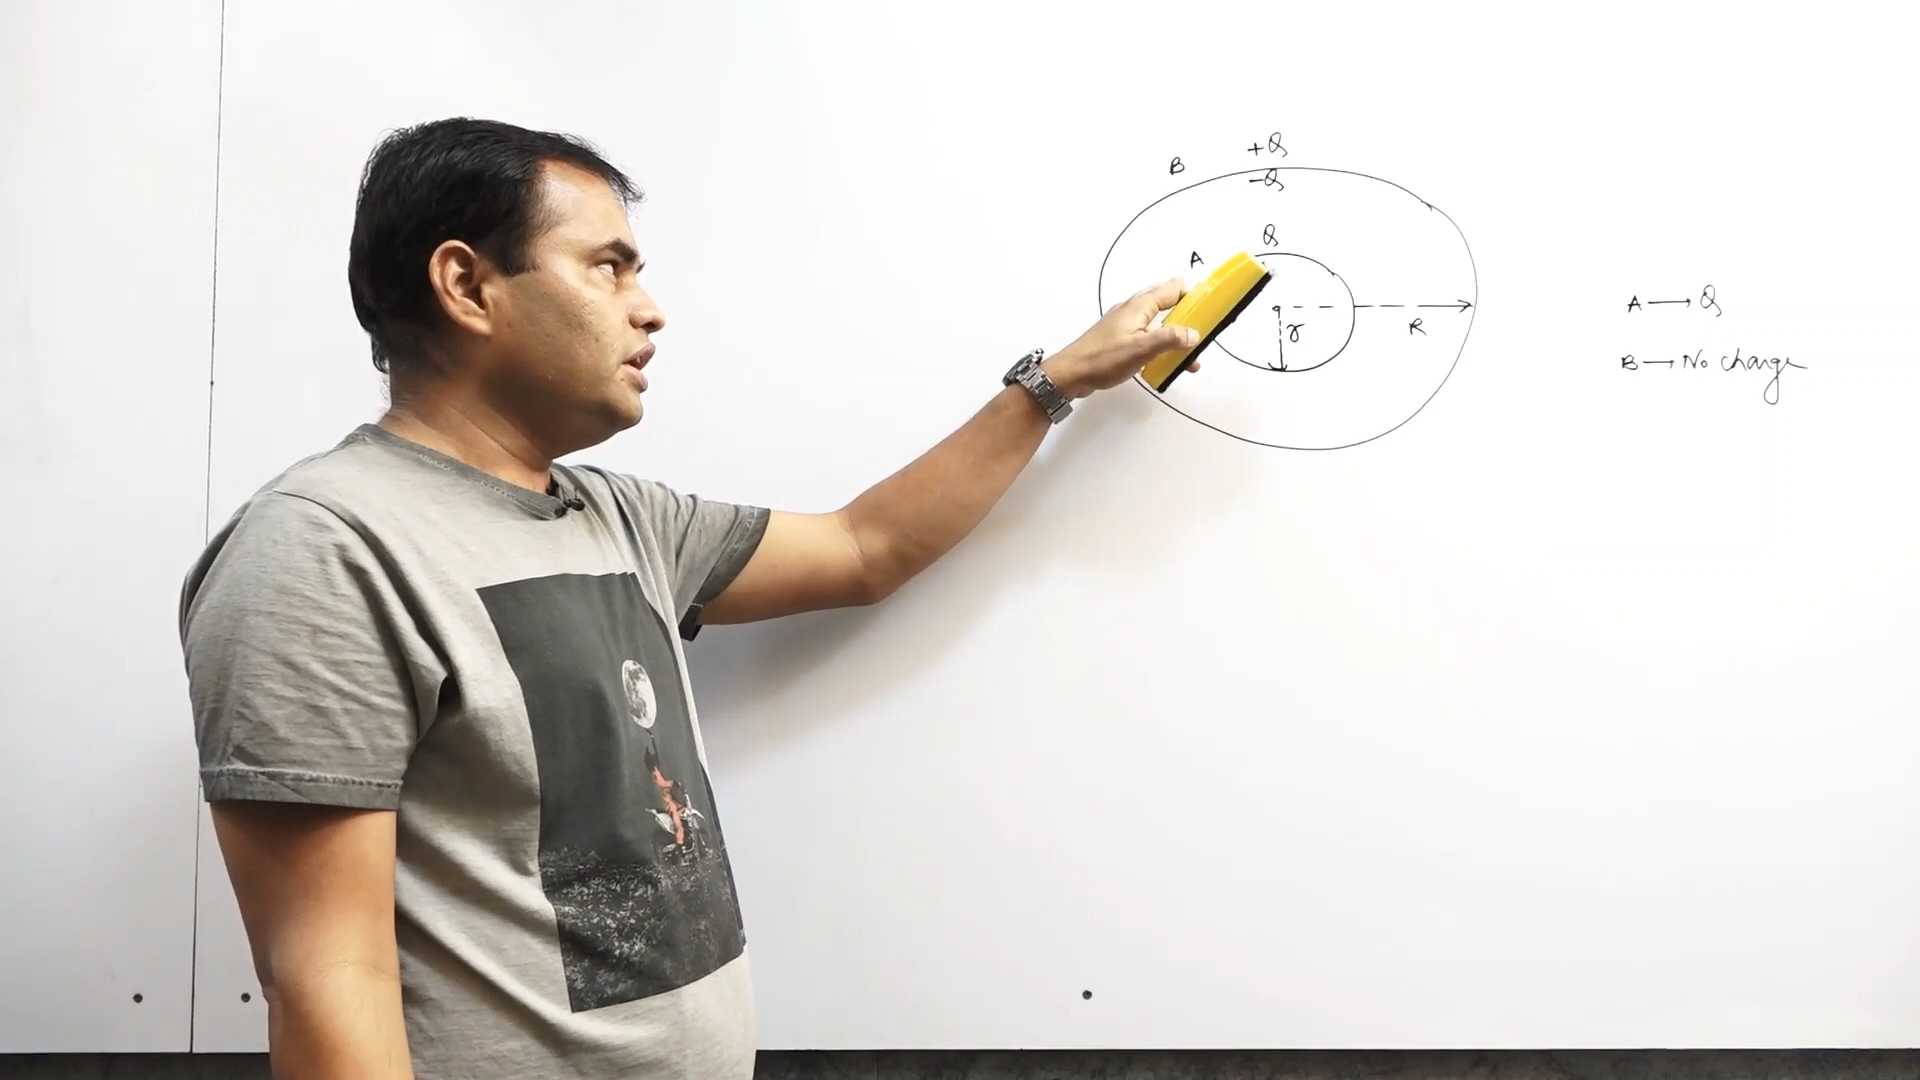 +Q
B
-Q
Q
A
r
R
A → Q
B → No charge